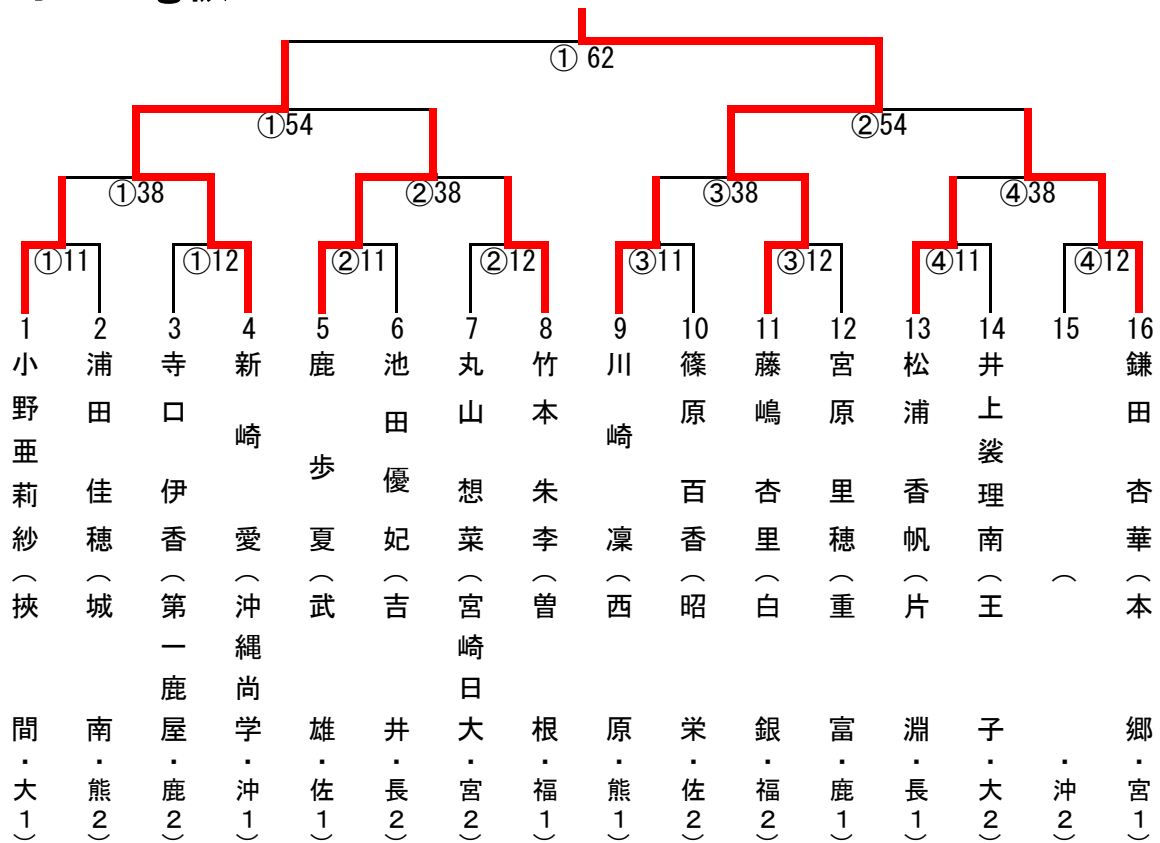 ① 62
①54
②54
①38
②38
③38
④38
①11
①12
②11
②12
③11
③12
④11
④12
1
2
3
4
5
6
7
8
9
10
11
12
13
14
15
16
小野亜莉紗（挾間・大1）
浦田佳穂（城南・熊2）
寺口伊香（第一鹿屋・鹿2）
新崎愛（沖縄尚学・沖1）
鹿歩夏（武雄・佐1）
池田優妃（吉井・長2）
丸山想菜（宮崎日大・宮2）
竹本朱李（曽根・福1）
川崎凜（西原・熊1）
篠原百香（昭栄・佐2）
藤嶋杏里（白銀・福2）
宮原里穂（重富・鹿1）
松浦香帆（片淵・長1）
井上裟理南（王子・大2）
（・沖2）
鎌田杏華（本郷・宮1）